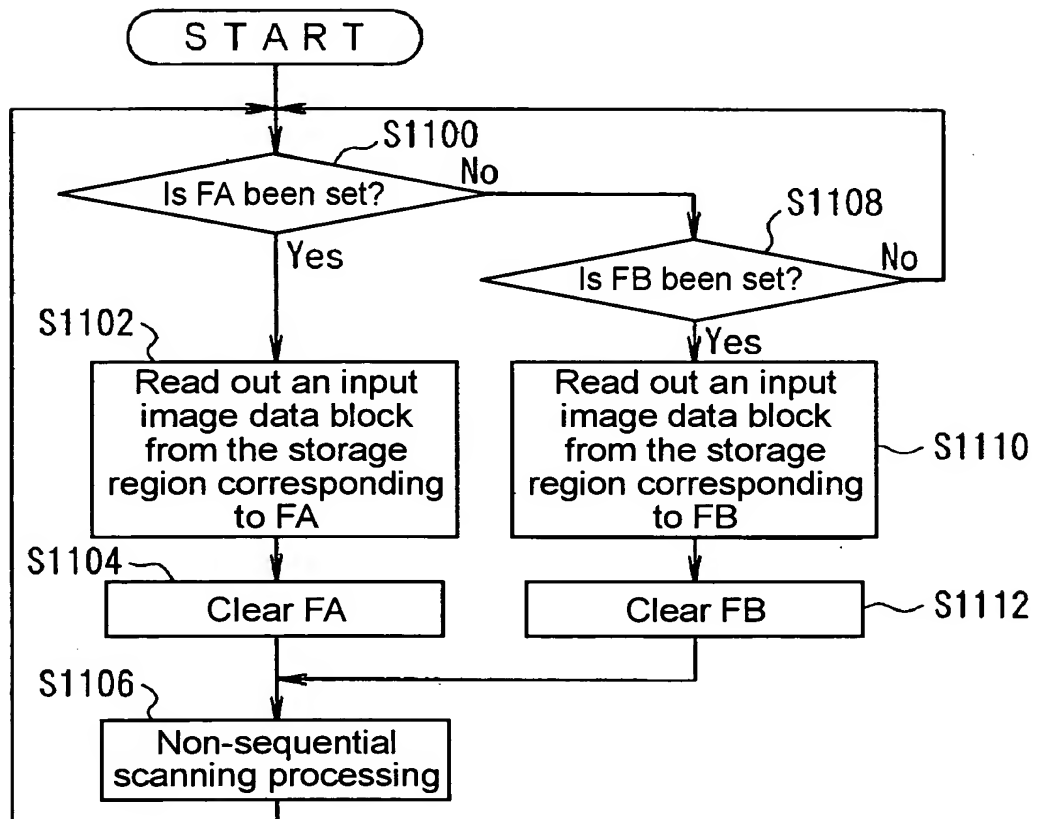 START
S1100
Is FA been set?
No
Yes
S1108
Is FB been set?
No
Yes
S1102
Read out an input
image data block
from the storage
region corresponding
to FA
Read out an input
image data block
from the storage
region corresponding
to FB
S1110
S1104
Clear FA
Clear FB
S1112
S1106
Non-sequential
scanning processing